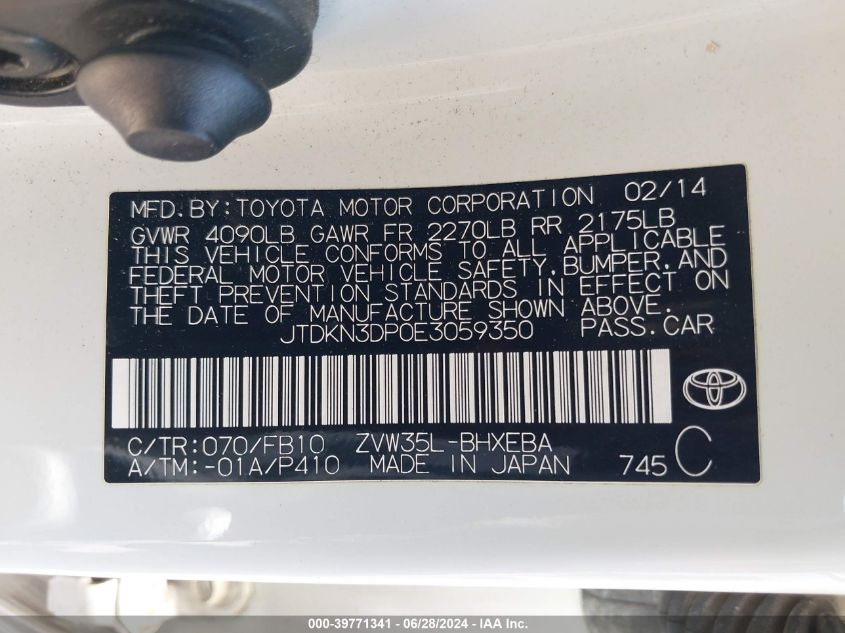 MFD.BY:TOYOTA MOTOR CORPORATION 02/14
GVWR 4090LB GAWR FR 2270LB RR 2175LB
THIS VEHICLE CONFORMS TO ALL APPLICABLE
FEDERAL MOTOR VEHICLE SAFETY,BUMPER,AND
THEFT PREVENTION STANDARDS IN EFFECT ON
THE DATE OF MANUFACTURE SHOWN ABOVE.
JTDKN3DP0E3059350 PASS.CAR
C/TR:070/FB10 ZVW35L-BHXEBA
A/TM:-01A/P410 MADE IN JAPAN 745 C
000-39771341 | 06/28/2024 - IAA Inc.